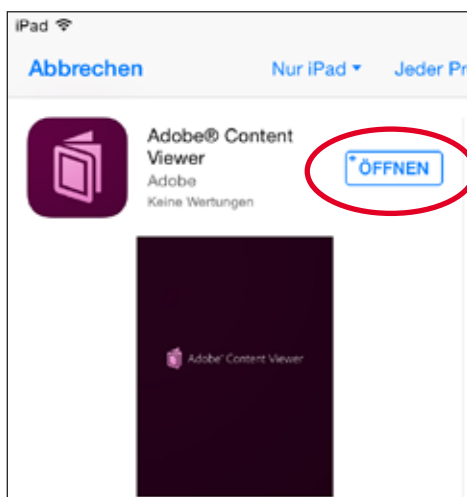 iPad
Abbrechen Nur iPad ▾ Jeder Pr
Adobe® Content
Viewer
Adobe
Keine Wertungen
+ÖFFNEN
Adobe® Content Viewer